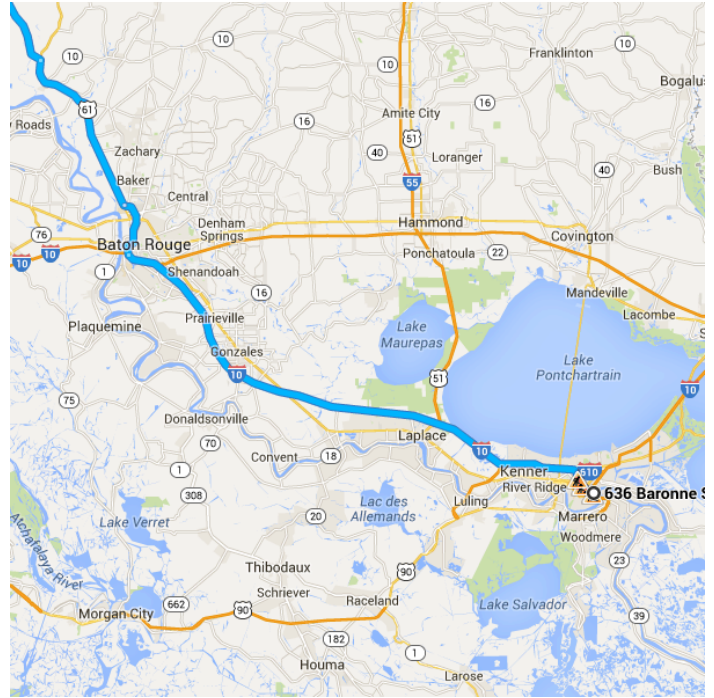 10
10
Franklinton
10
Bogalus
61
Amite City
16
y Roads
16
51
Zachary
40
Loranger
40
Bush
Baker
55
Central
Denham
Springs
Hammond
76
Baton Rouge
Covington
10
10
1
Shenandoah
Ponchatoula
22
16
Mandeville
Plaquemine
Prairieville
Lake
Maurepas
Lacombe
Gonzales
51
Lake
Pontchartrain
10
10
75
Donaldsonville
70
Laplace
Convent
18
10
Kenner
610
1
River Ridge
636 Baronne S
308
Luling
Lake Verret
20
Lac des
Allemands
Marrero
Woodmere
Atchafalaya River
90
23
Thibodaux
Schriever
662
Raceland
Lake Salvador
Morgan City
90
39
182
1
Houma
Larose